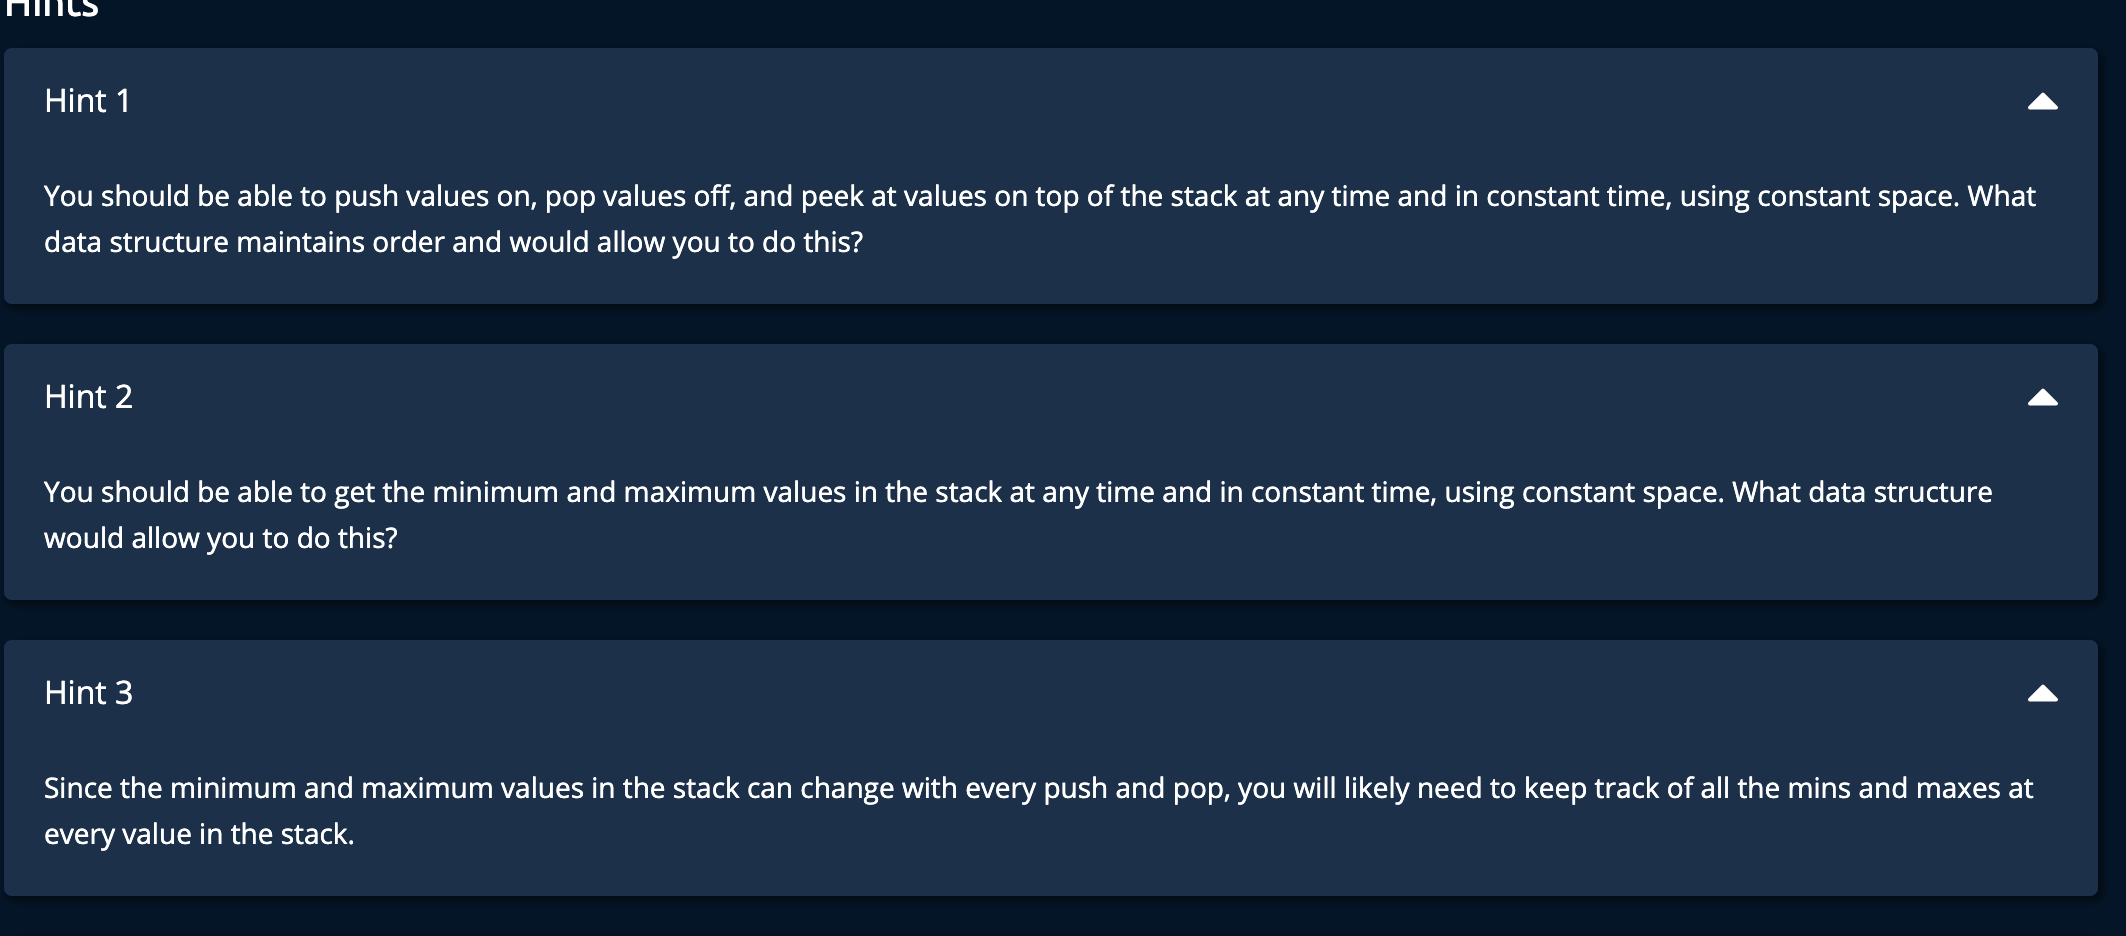 Hints
Hint 1
You should be able to push values on, pop values off, and peek at values on top of the stack at any time and in constant time, using constant space. What
data structure maintains order and would allow you to do this?
Hint 2
You should be able to get the minimum and maximum values in the stack at any time and in constant time, using constant space. What data structure
would allow you to do this?
Hint 3
Since the minimum and maximum values in the stack can change with every push and pop, you will likely need to keep track of all the mins and maxes at
every value in the stack.